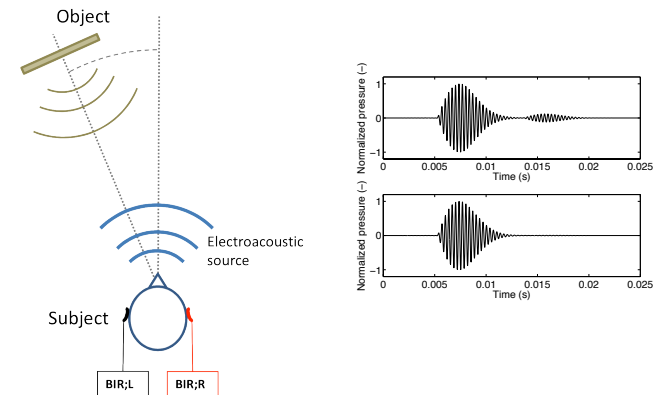 Object
Electroacoustic
source
Subject
BIR;L
BIR;R
Normalized pressure (−)
1
0
−1
0
0.005
0.01
0.015
0.02
0.025
Time (s)
Normalized pressure (−)
1
0
−1
0
0.005
0.01
0.015
0.02
0.025
Time (s)